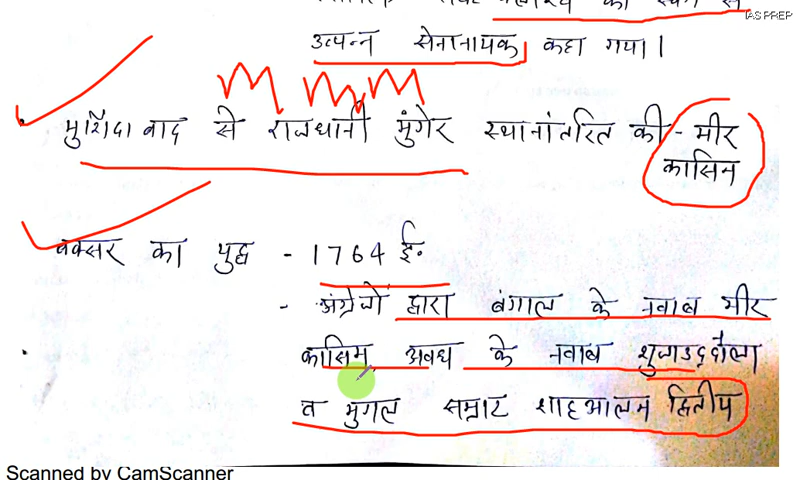 IAS PREP
उत्पन्न सेनानायक कहा गया।
मुर्शिदाबाद से राजधानी मुंगेर स्थानांतरित की - मीर
कासिम
बक्सर का युद्ध - 1764 ई.
- अंग्रेजों द्वारा बंगाल के नवाब मीर
कासिम, अवध के नवाब शुजाउद्दौला
व मुगल सम्राट शाहआलम द्वितीय
Scanned by CamScanner